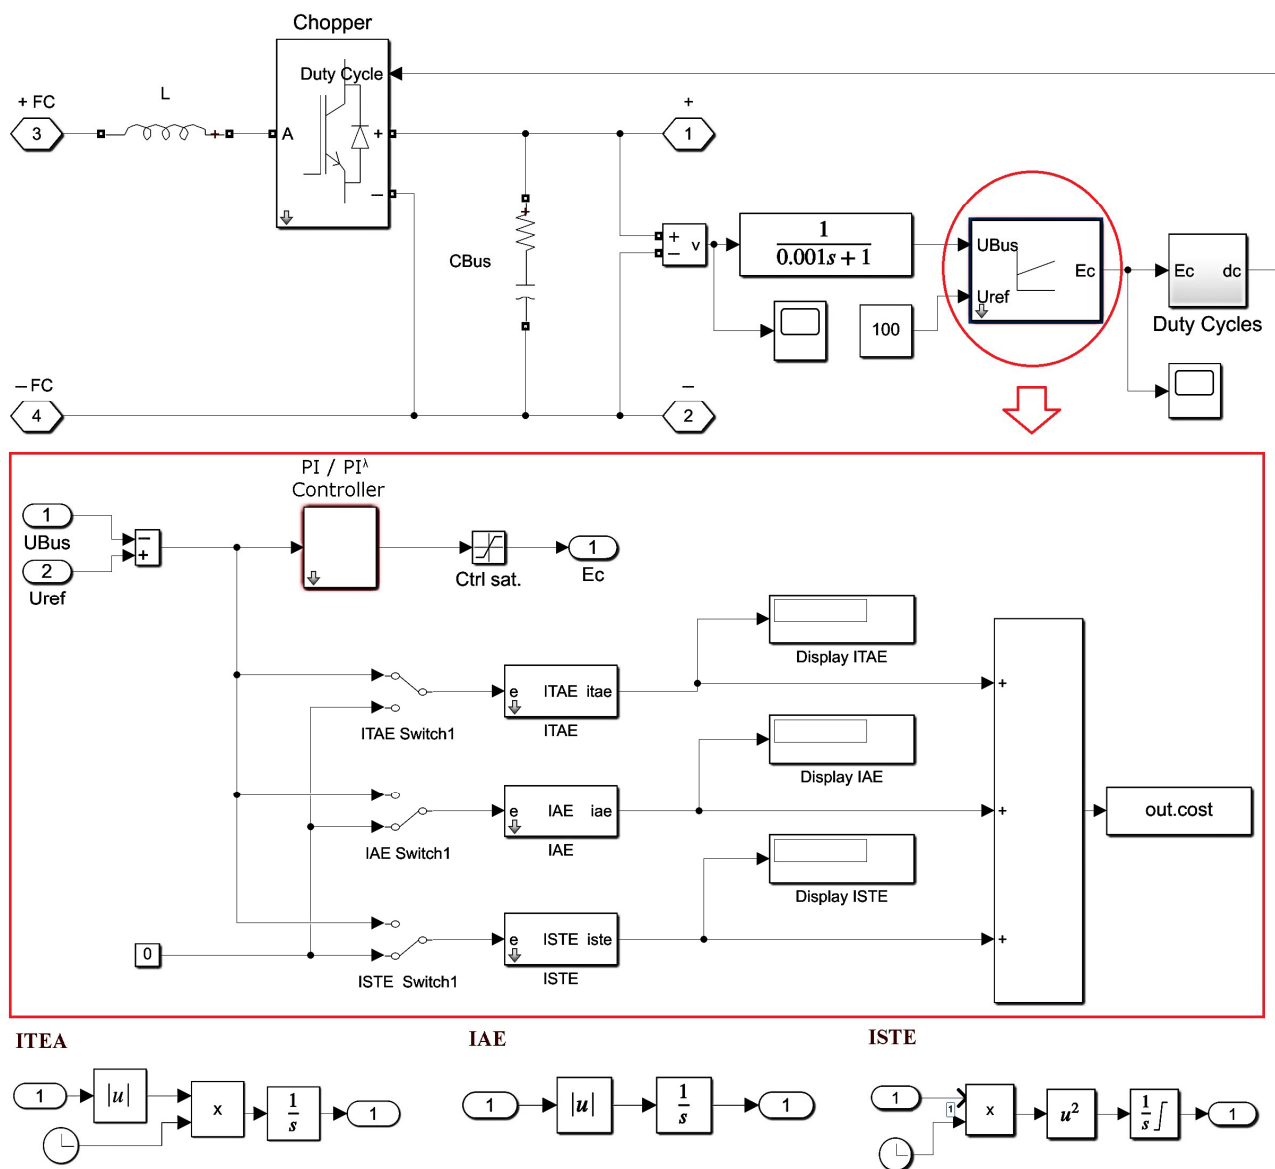 Chopper
Duty Cycle
+ FC
L
3
A
+
−
+
1
CBus
+
−
v
1
0.001s + 1
UBus
Uref
Ec
Ec
dc
Duty Cycles
100
− FC
4
−
2
PI / PIλ
Controller
1
UBus
2
Uref
−
+
Ctrl sat.
1
Ec
Display ITAE
e
ITAE
itae
ITAE
ITAE Switch1
+
Display IAE
e
IAE
iae
IAE
IAE Switch1
+
out.cost
Display ISTE
0
e
ISTE
iste
ISTE
ISTE Switch1
+
ITEA
IAE
ISTE
1
|u|
x
1
s
1
1
|u|
1
s
1
1
1
x
u2
1
s
1